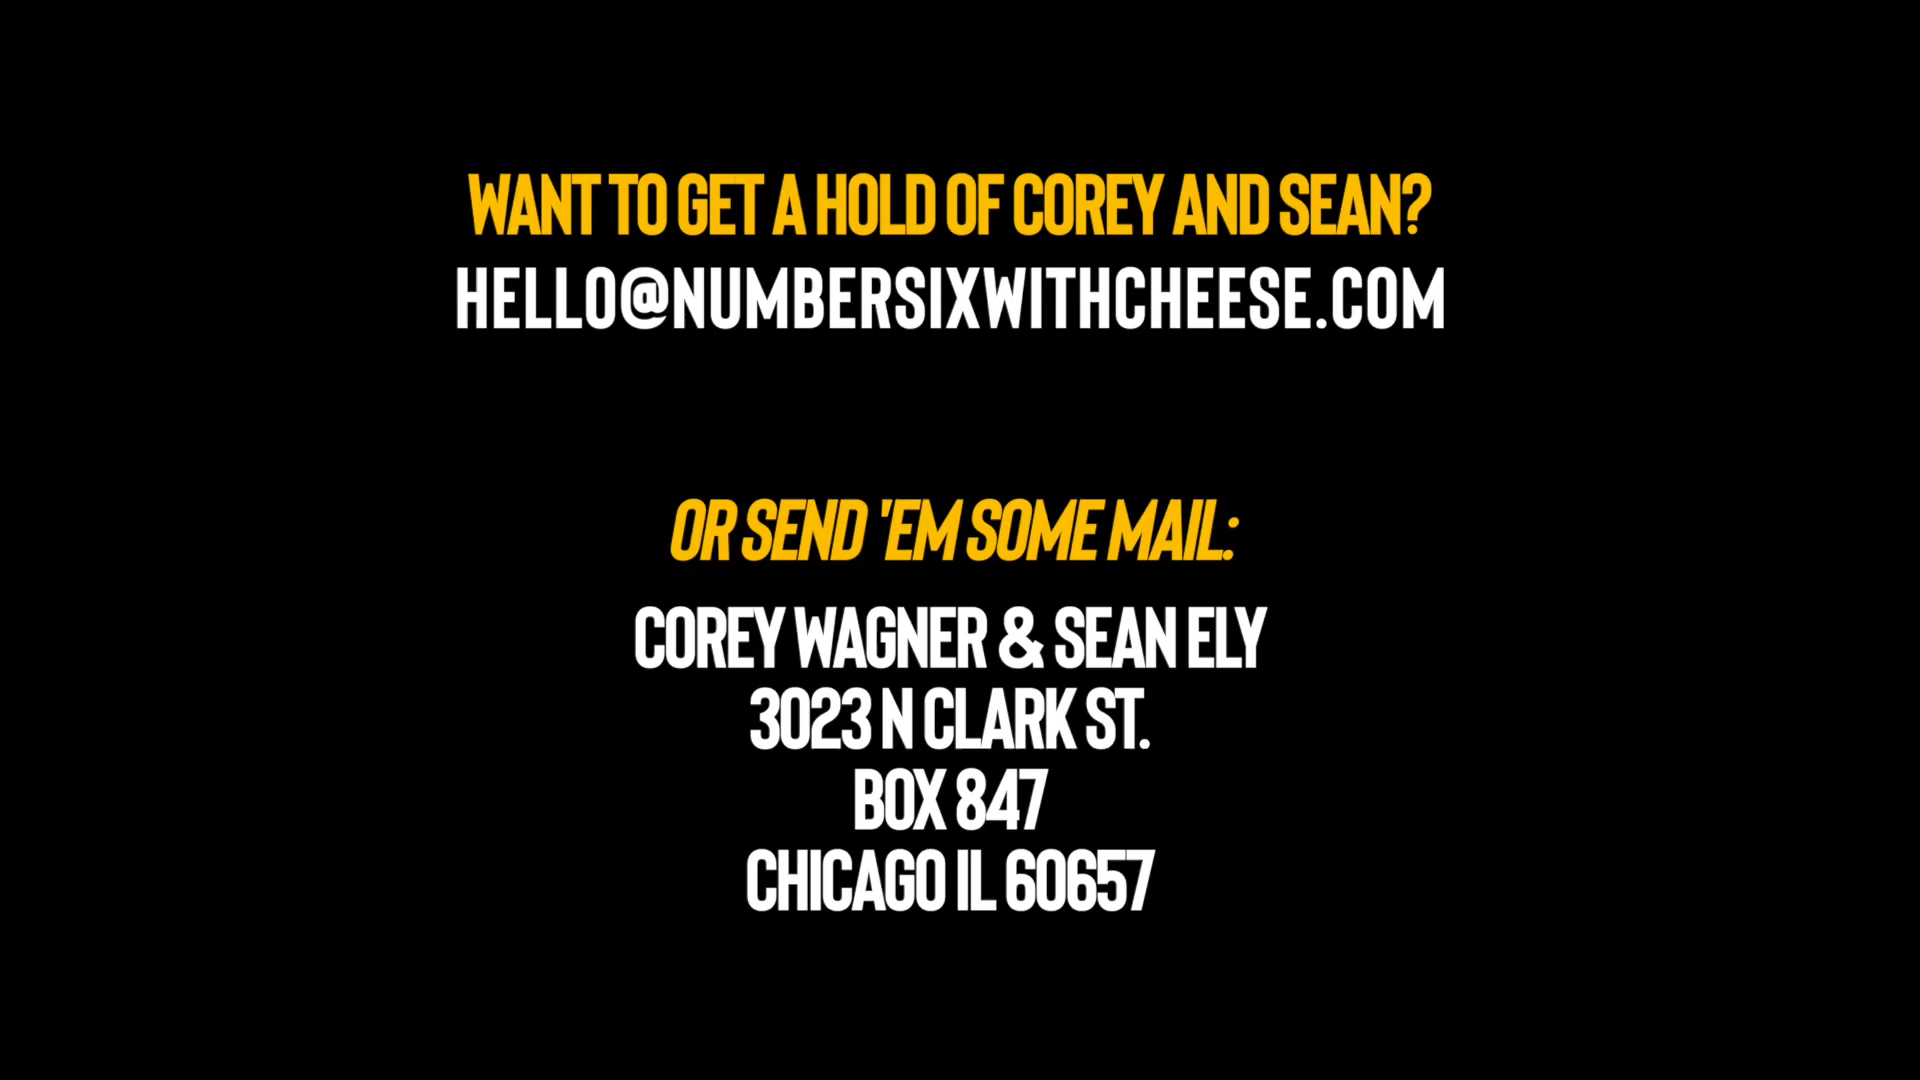 WANT TO GET A HOLD OF COREY AND SEAN?
HELLO@NUMBERSIXWITHCHEESE.COM
OR SEND 'EM SOME MAIL:
COREY WAGNER & SEAN ELY
3023 N CLARK ST.
BOX 847
CHICAGO IL 60657